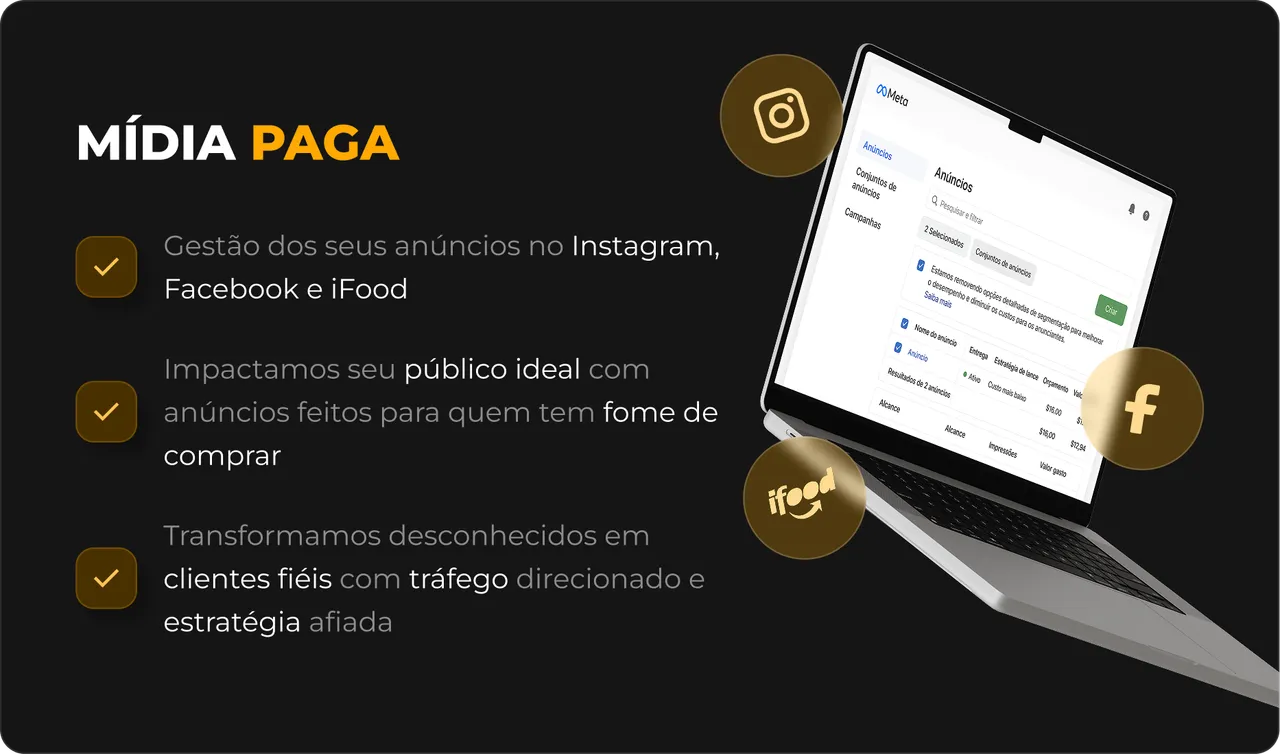 MÍDIA PAGA
Gestão dos seus anúncios no Instagram,
Facebook e iFood
Impactamos seu público ideal com
anúncios feitos para quem tem fome de
comprar
Transformamos desconhecidos em
clientes fiéis com tráfego direcionado e
estratégia afiada
Meta
Anúncios
Conjuntos de
anúncios
Campanhas
Anúncios
Pesquisar e filtrar
2 Selecionados
Conjuntos de anúncios
Estamos removendo opções detalhadas de segmentação para melhorar
o desempenho e diminuir os custos para os anunciantes.
Saiba mais
Criar
Nome do anúncio Entrega Estratégia de lance Orçamento
Anúncio Ativo Custo mais baixo $16,00
Resultados de 2 anúncios $16,00 $12,94
Alcance Alcance Impressões Valor gasto
ifood